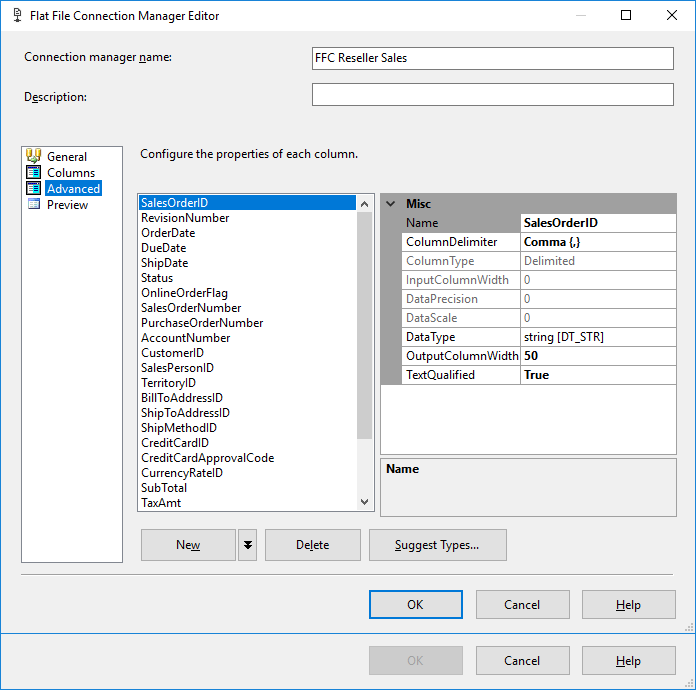 Flat File Connection Manager Editor
Connection manager name:
FFC Reseller Sales
Description:
General
Columns
Advanced
Preview
Configure the properties of each column.
SalesOrderID
RevisionNumber
OrderDate
DueDate
ShipDate
Status
OnlineOrderFlag
SalesOrderNumber
PurchaseOrderNumber
AccountNumber
CustomerID
SalesPersonID
TerritoryID
BillToAddressID
ShipToAddressID
ShipMethodID
CreditCardID
CreditCardApprovalCode
CurrencyRateID
SubTotal
TaxAmt
Misc
Name SalesOrderID
ColumnDelimiter Comma {,}
ColumnType Delimited
InputColumnWidth 0
DataPrecision 0
DataScale 0
DataType string [DT_STR]
OutputColumnWidth 50
TextQualified True
Name
New Delete Suggest Types...
OK Cancel Help
OK Cancel Help